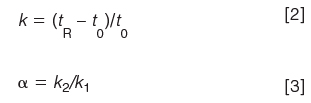 k = (tR – t0)/t0 [2]
α = k2/k1 [3]